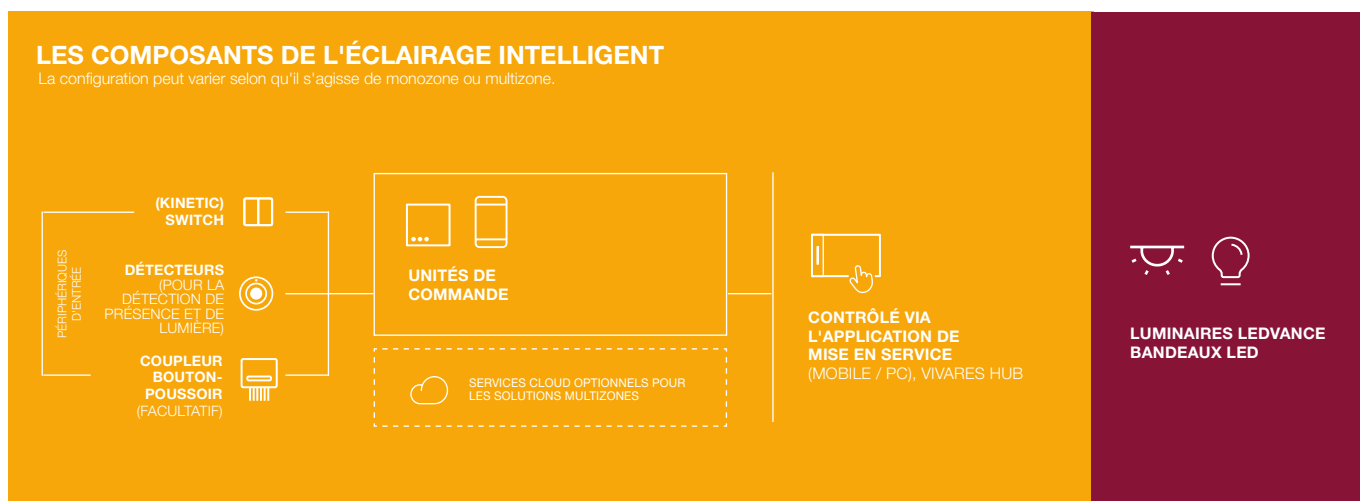 LES COMPOSANTS DE L'ÉCLAIRAGE INTELLIGENT
La configuration peut varier selon qu'il s'agisse de monozone ou multizone.
PÉRIPHÉRIQUES
D'ENTRÉE
(KINETIC)
SWITCH
DÉTECTEURS
(POUR LA
DÉTECTION DE
PRÉSENCE ET DE
LUMIÈRE)
COUPLEUR
BOUTON-
POUSSOIR
(FACULTATIF)
UNITÉS DE
COMMANDE
SERVICES CLOUD OPTIONNELS POUR
LES SOLUTIONS MULTIZONES
CONTRÔLÉ VIA
L'APPLICATION DE
MISE EN SERVICE
(MOBILE / PC), VIVARES HUB
LUMINAIRES LEDVANCE
BANDEAUX LED